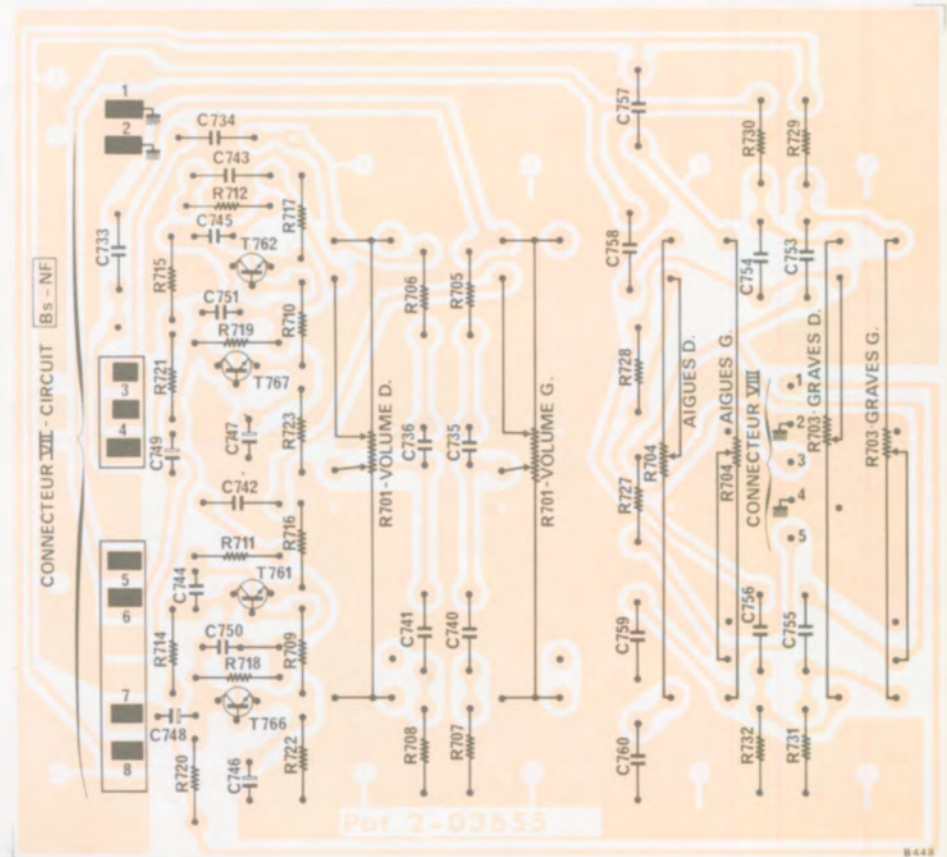 CONNECTEUR VII - CIRCUIT Bs - NF
1
2
3
4
5
6
7
8
C734
C743
R712
C745
T762
R717
C733
R715
C751
R719
R710
R721
T767
C749
C747
R723
C742
R716
R711
C744
T761
R714
C750
R709
R718
C748
T766
R720
C746
R722
R701-VOLUME D.
R706
R705
C736
C735
R701-VOLUME G.
C741
C740
R708
R707
C757
R730
R729
C758
C754
C753
R728
AIGUES D.
R704
AIGUES G.
R704
R727
CONNECTEUR VIII
1
2
3
4
5
R703-GRAVES D.
R703-GRAVES G.
C759
C756
C755
C760
R732
R731
Pot 2-03655
B448